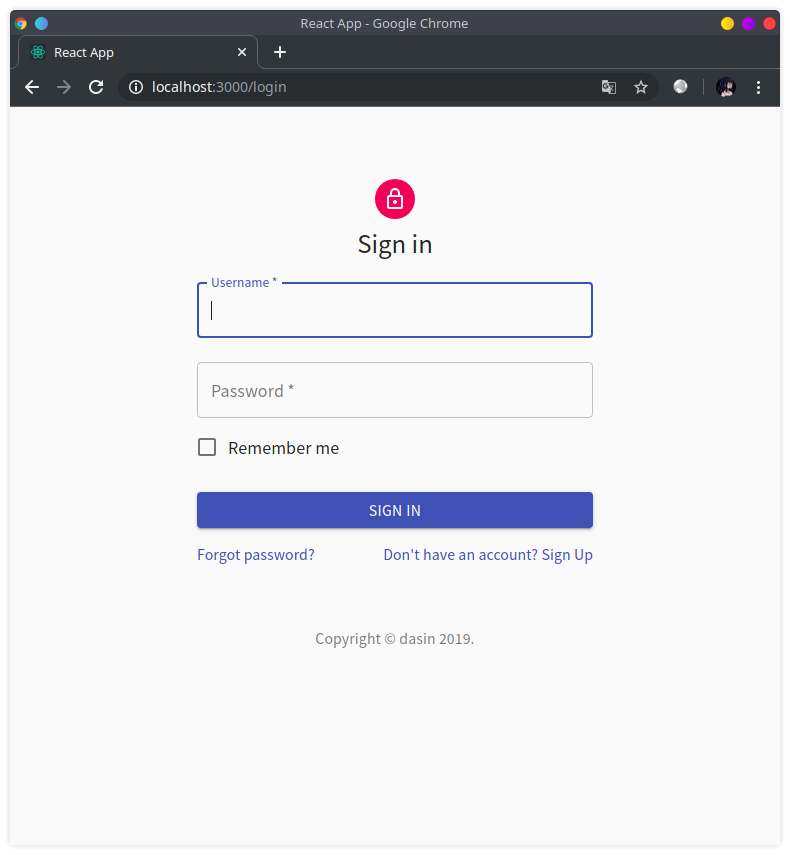 React App - Google Chrome
React App
localhost:3000/login
Sign in
Username *
Password *
Remember me
SIGN IN
Forgot password? Don't have an account? Sign Up
Copyright © dasin 2019.